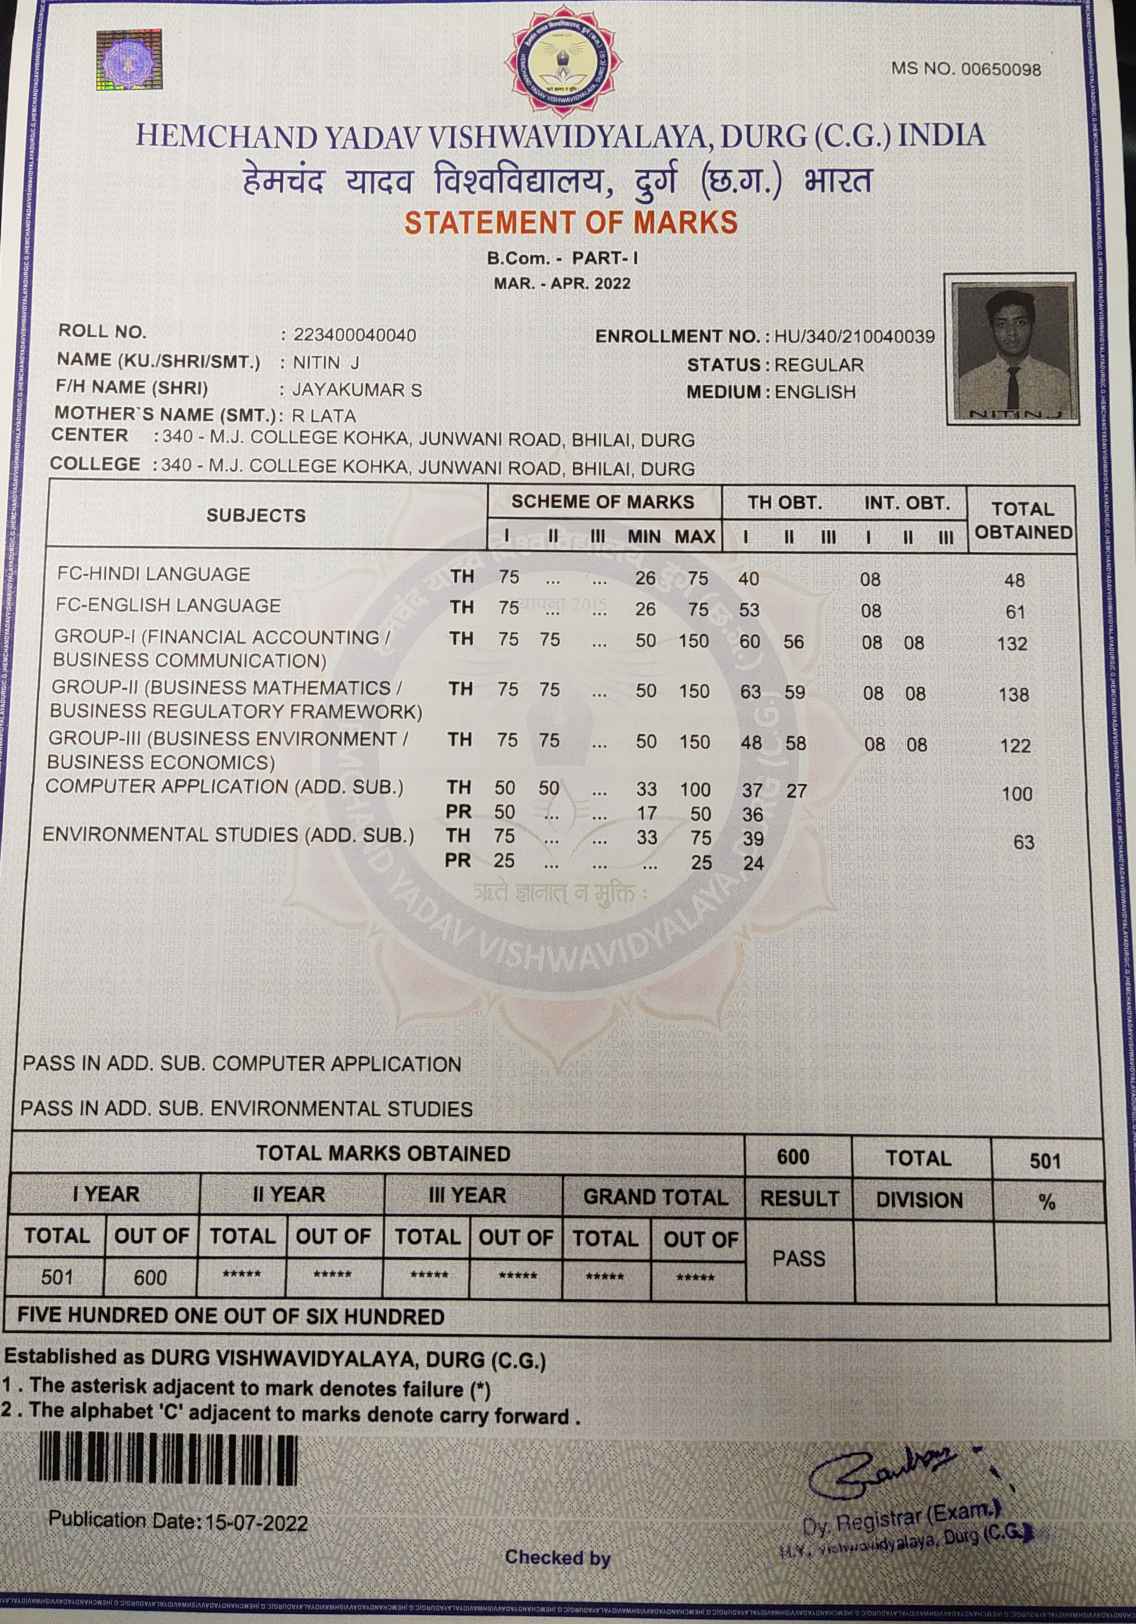 MS NO. 00650098
HEMCHAND YADAV VISHWAVIDYALAYA, DURG (C.G.) INDIA
हेमचंद यादव विश्वविद्यालय, दुर्ग (छ.ग.) भारत
STATEMENT OF MARKS
B.Com. - PART- I
MAR. - APR. 2022
ROLL NO. : 223400040040 ENROLLMENT NO. : HU/340/210040039
NAME (KU./SHRI/SMT.) : NITIN J STATUS : REGULAR
F/H NAME (SHRI) : JAYAKUMAR S MEDIUM : ENGLISH
NITIN J
MOTHER`S NAME (SMT.): R LATA
CENTER : 340 - M.J. COLLEGE KOHKA, JUNWANI ROAD, BHILAI, DURG
COLLEGE : 340 - M.J. COLLEGE KOHKA, JUNWANI ROAD, BHILAI, DURG
SUBJECTS SCHEME OF MARKS TH OBT. INT. OBT. TOTAL OBTAINED
I II III MIN MAX I II III I II III
FC-HINDI LANGUAGE TH 75 ... ... 26 75 40 08 48
FC-ENGLISH LANGUAGE TH 75 ... ... 26 75 53 08 61
GROUP-I (FINANCIAL ACCOUNTING / TH 75 75 ... 50 150 60 56 08 08 132
BUSINESS COMMUNICATION)
GROUP-II (BUSINESS MATHEMATICS / TH 75 75 ... 50 150 63 59 08 08 138
BUSINESS REGULATORY FRAMEWORK)
GROUP-III (BUSINESS ENVIRONMENT / TH 75 75 ... 50 150 48 58 08 08 122
BUSINESS ECONOMICS)
COMPUTER APPLICATION (ADD. SUB.) TH 50 50 ... 33 100 37 27 100
PR 50 ... ... 17 50 36
ENVIRONMENTAL STUDIES (ADD. SUB.) TH 75 ... ... 33 75 39 63
PR 25 ... ... ... 25 24
ऋते ज्ञानात् न मुक्ति :
YADAV VISHWAVIDYALAYA
PASS IN ADD. SUB. COMPUTER APPLICATION
PASS IN ADD. SUB. ENVIRONMENTAL STUDIES
TOTAL MARKS OBTAINED 600 TOTAL 501
I YEAR II YEAR III YEAR GRAND TOTAL RESULT DIVISION %
TOTAL OUT OF TOTAL OUT OF TOTAL OUT OF TOTAL OUT OF PASS
501 600 ***** ***** ***** ***** ***** *****
FIVE HUNDRED ONE OUT OF SIX HUNDRED
Established as DURG VISHWAVIDYALAYA, DURG (C.G.)
1 . The asterisk adjacent to mark denotes failure (*)
2 . The alphabet 'C' adjacent to marks denote carry forward .
Publication Date: 15-07-2022
Dy. Registrar (Exam.)
H.Y. Vishwavidyalaya, Durg (C.G.)
Checked by